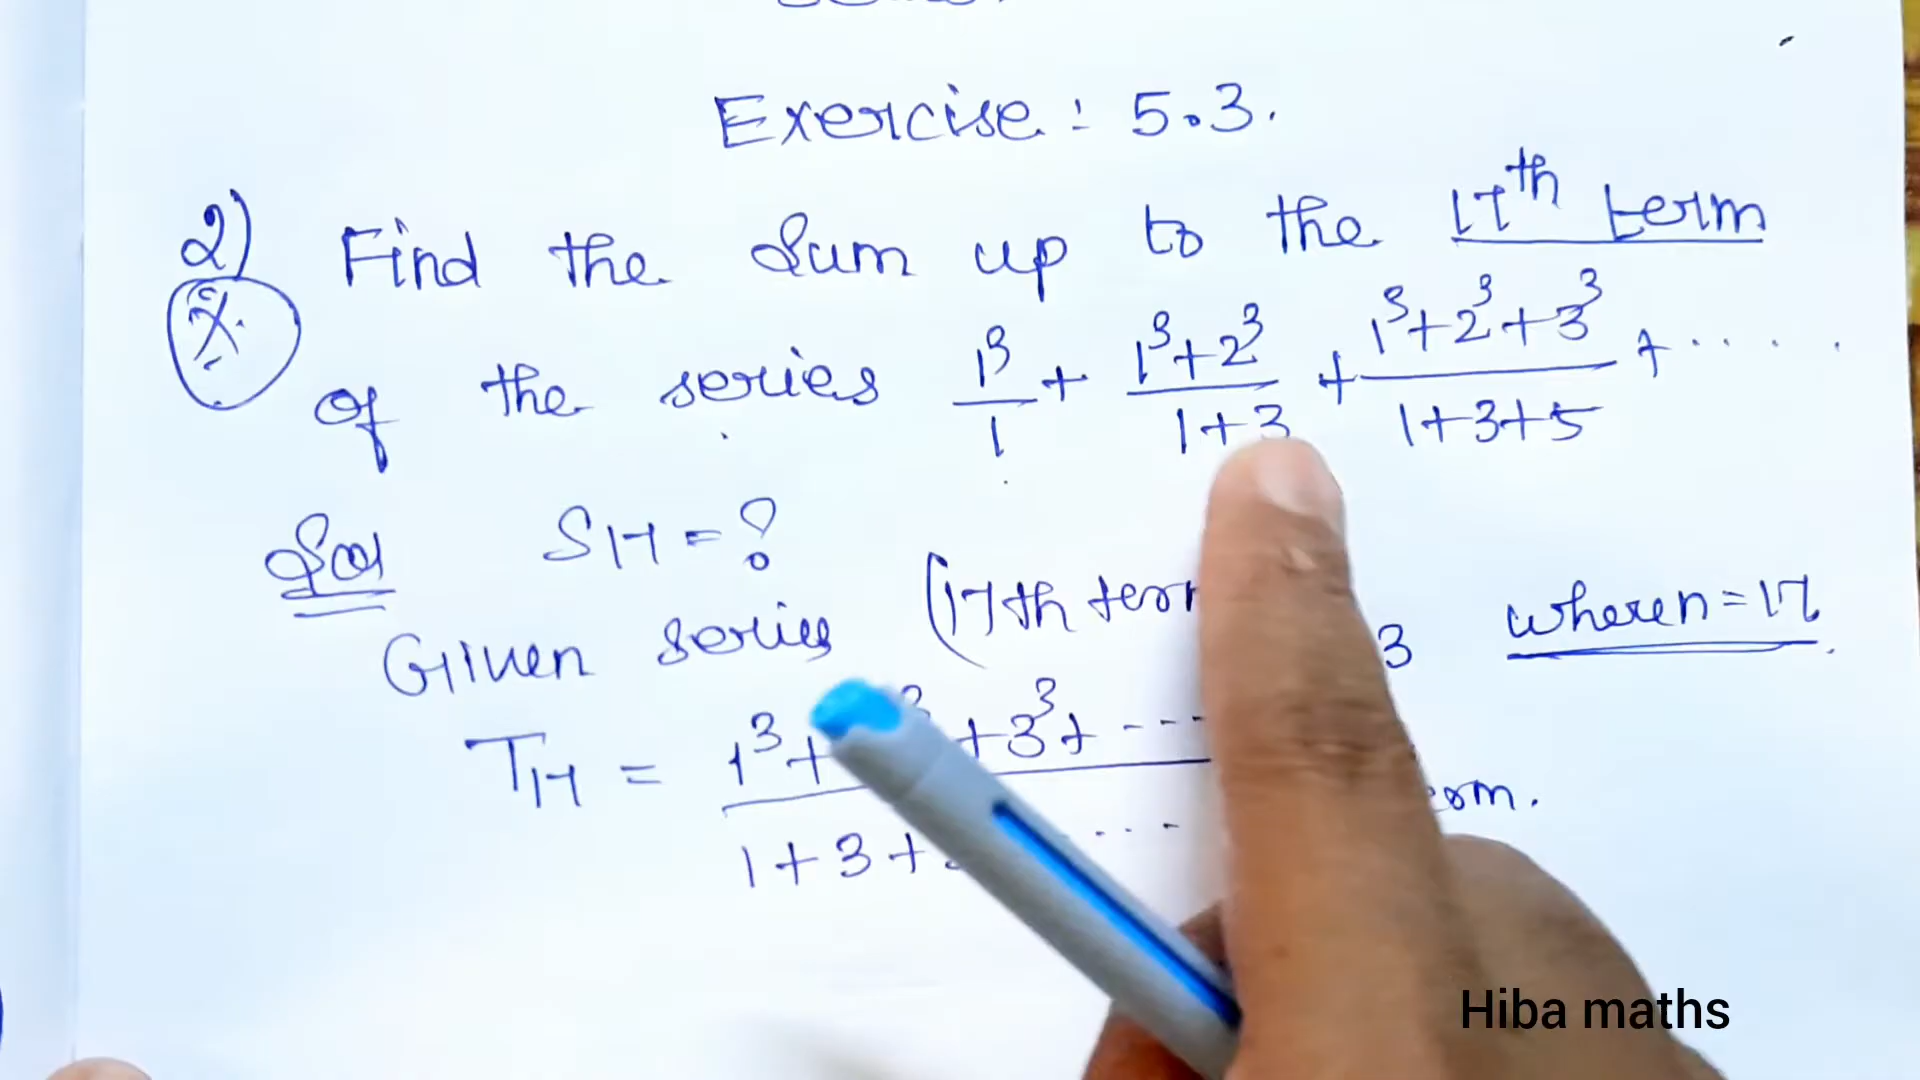 Exercise : 5.3.
2) Find the Sum up to the 17th term
of the series 1³/1 + 1³+2³/1+3 + 1³+2³+3³/1+3+5 + .....
Sol S17 = ?
Given series (17th term 3 where n = 17.
T17 = 1³+ +3³+ ----
1+3+ ...
Hiba maths